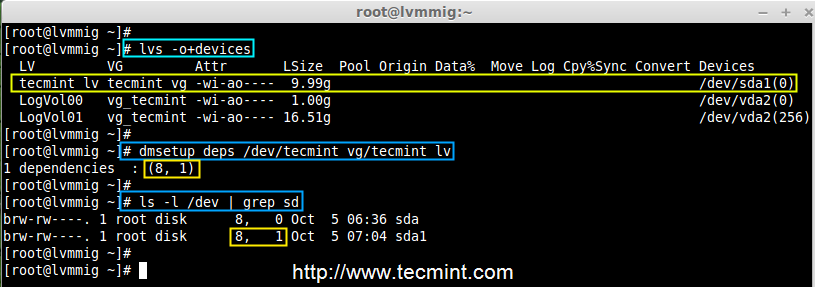 root@lvmmig:~
[root@lvmmig ~]#
[root@lvmmig ~]# lvs -o+devices
LV VG Attr LSize Pool Origin Data% Move Log Cpy%Sync Convert Devices
tecmint lv tecmint vg -wi-ao---- 9.99g /dev/sda1(0)
LogVol00 vg_tecmint -wi-ao---- 1.00g /dev/vda2(0)
LogVol01 vg_tecmint -wi-ao---- 16.51g /dev/vda2(256)
[root@lvmmig ~]#
[root@lvmmig ~]# dmsetup deps /dev/tecmint vg/tecmint lv
1 dependencies : (8, 1)
[root@lvmmig ~]#
[root@lvmmig ~]# ls -l /dev | grep sd
brw-rw----. 1 root disk 8, 0 Oct 5 06:36 sda
brw-rw----. 1 root disk 8, 1 Oct 5 07:04 sda1
[root@lvmmig ~]#
[root@lvmmig ~]#
http://www.tecmint.com